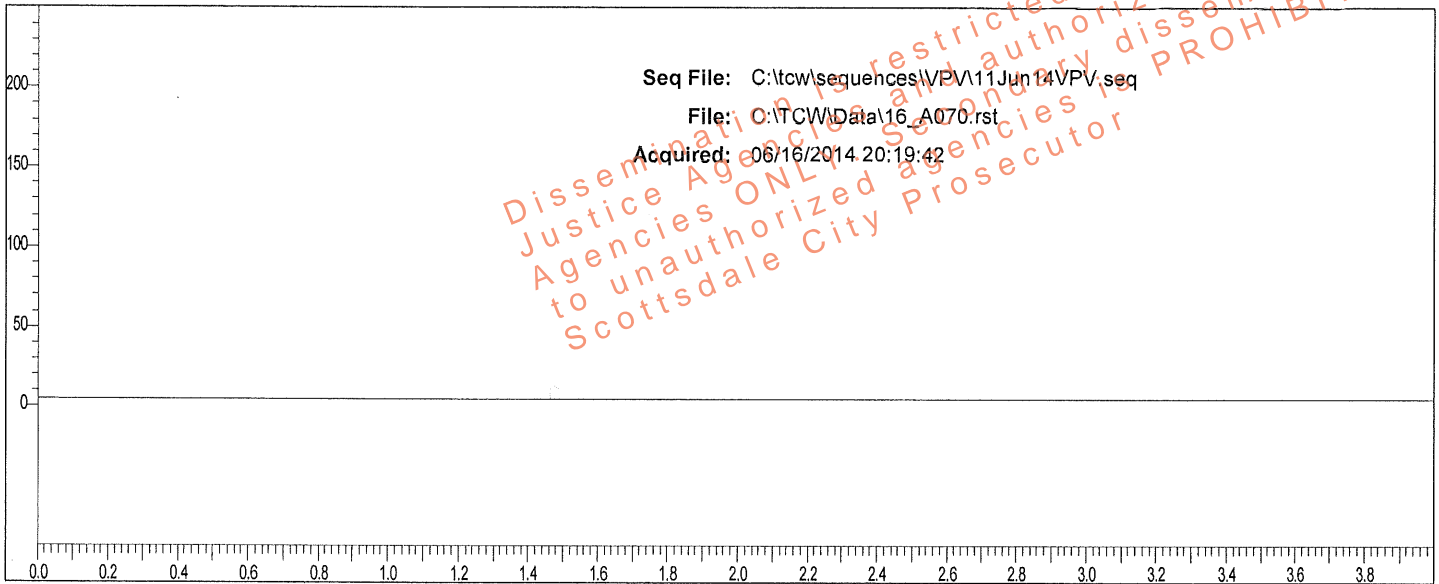 Seq File: C:\tcw\sequences\VPV\11Jun14VPV.seq
File: C:\TCW\Data\16_A070.rst
Acquired: 06/16/2014 20:19:42
Dissemination is restricted
Justice Agencies and
Agencies ONLY. Secondary
to unauthorized agencies is
Scottsdale City Prosecutor
200
150
100
50
0
0.0 0.2 0.4 0.6 0.8 1.0 1.2 1.4 1.6 1.8 2.0 2.2 2.4 2.6 2.8 3.0 3.2 3.4 3.6 3.8